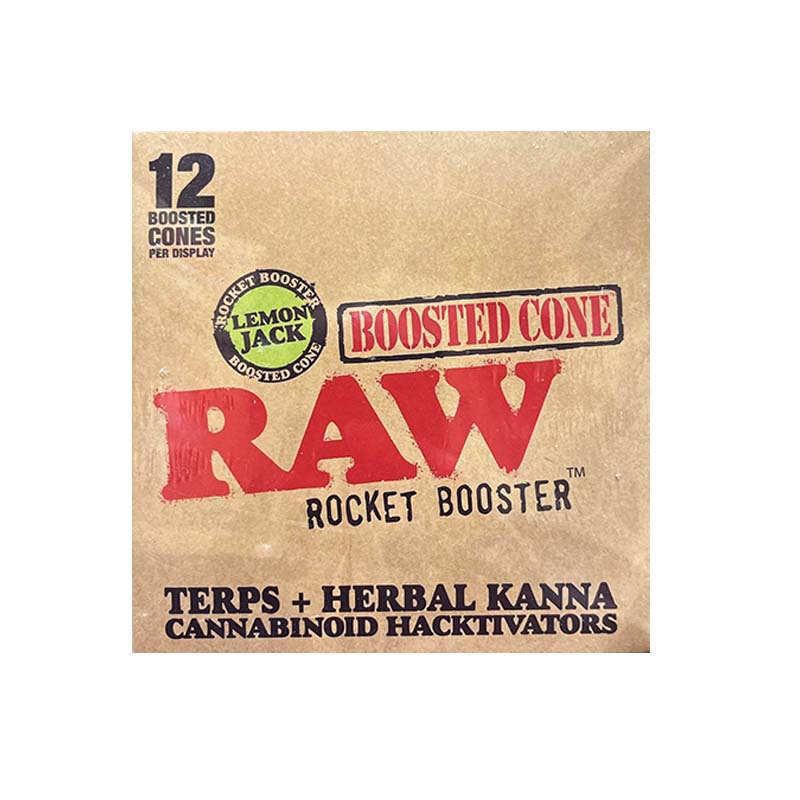 12
BOOSTED
CONES
PER DISPLAY
ROCKET BOOSTER
LEMON
JACK
BOOSTED CONE
BOOSTED CONE
RAW
ROCKET BOOSTER™
TERPS + HERBAL KANNA
CANNABINOID HACKTIVATORS